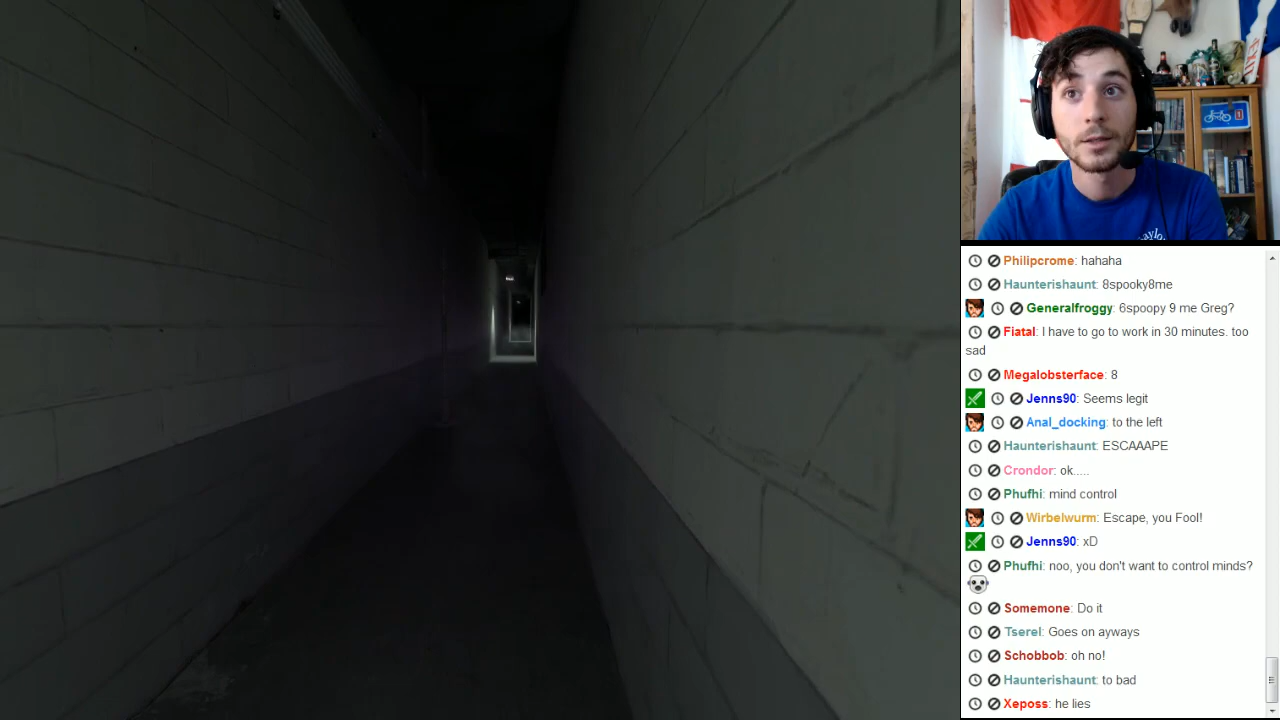 Philipcrome: hahaha
Haunterishaunt: 8spooky8me
Generalfroggy: 6spoopy 9 me Greg?
Fiatal: I have to go to work in 30 minutes. too
sad
Megalobsterface: 8
Jenns90: Seems legit
Anal_docking: to the left
Haunterishaunt: ESCAAAPE
Crondor: ok.....
Phufhi: mind control
Wirbelwurm: Escape, you Fool!
Jenns90: xD
Phufhi: noo, you don't want to control minds?
Somemone: Do it
Tserel: Goes on ayways
Schobbob: oh no!
Haunterishaunt: to bad
Xeposs: he lies